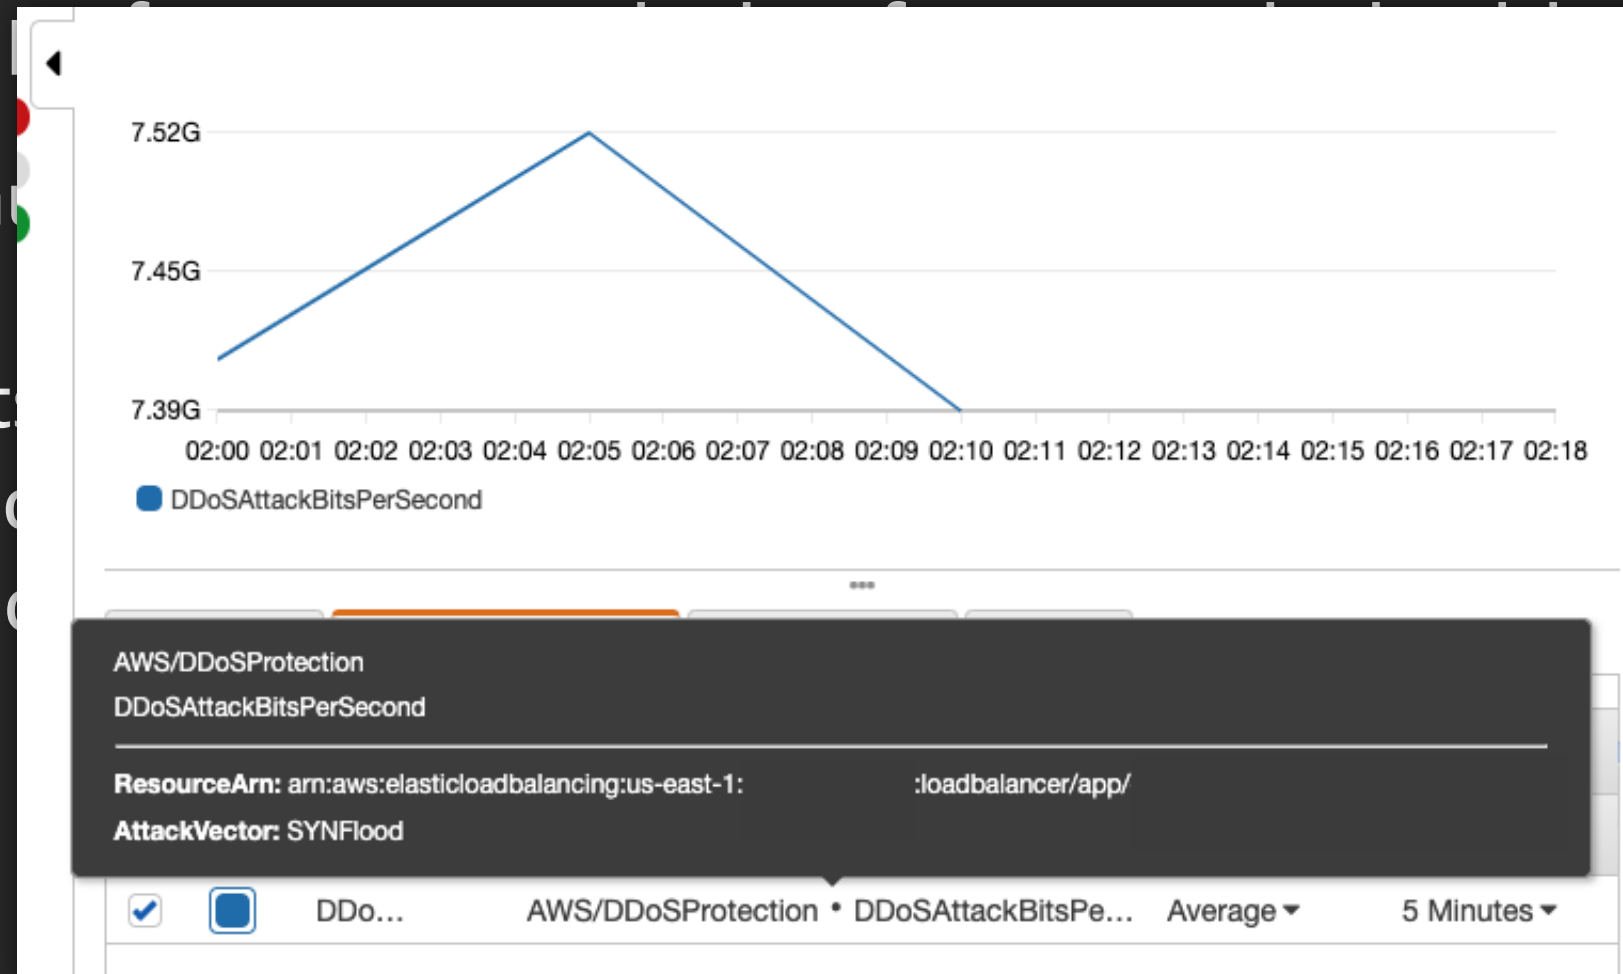 7.52G
7.45G
7.39G
02:00 02:01 02:02 02:03 02:04 02:05 02:06 02:07 02:08 02:09 02:10 02:11 02:12 02:13 02:14 02:15 02:16 02:17 02:18
DDoSAttackBitsPerSecond
AWS/DDoSProtection
DDoSAttackBitsPerSecond
ResourceArn: arn:aws:elasticloadbalancing:us-east-1: :loadbalancer/app/
AttackVector: SYNFlood
DDo... AWS/DDoSProtection • DDoSAttackBitsPe... Average 5 Minutes